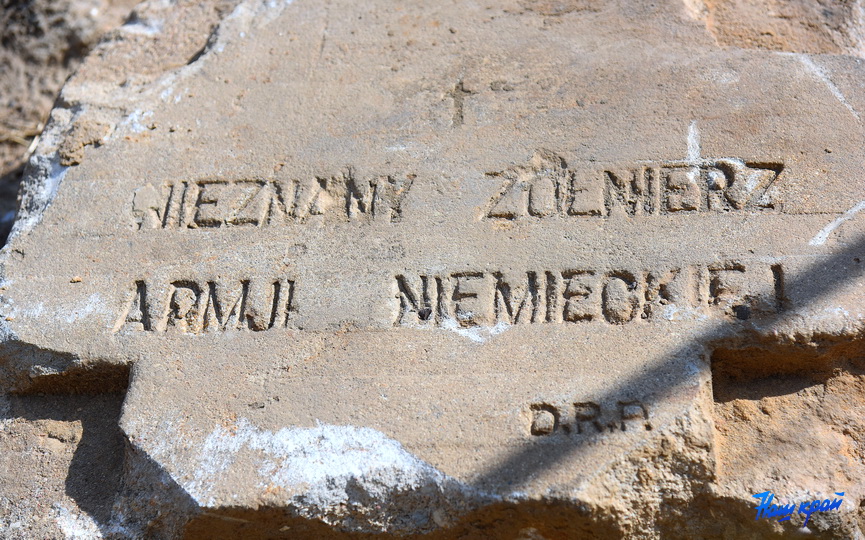 †
NIEZNANY ŻOŁNIERZ
ARMJI NIEMIECKIEJ
D.R.P.
Наш край